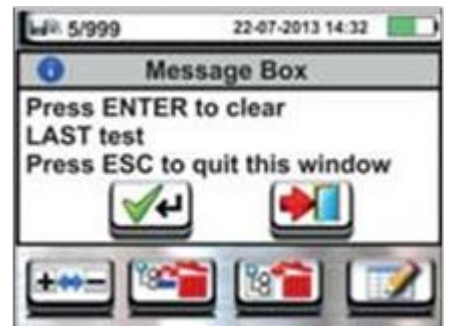 5/999 22-07-2013 14:32
Message Box
Press ENTER to clear
LAST test
Press ESC to quit this window